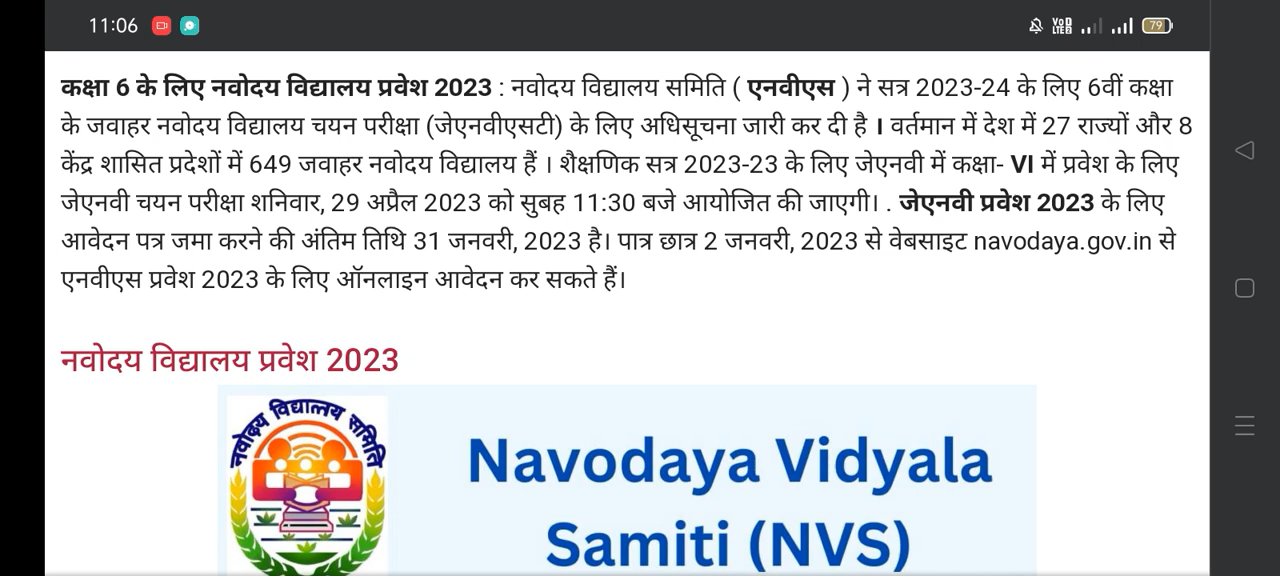 11:06
VoD
LTE2
79
कक्षा 6 के लिए नवोदय विद्यालय प्रवेश 2023 : नवोदय विद्यालय समिति ( एनवीएस ) ने सत्र 2023-24 के लिए 6वीं कक्षा
के जवाहर नवोदय विद्यालय चयन परीक्षा (जेएनवीएसटी) के लिए अधिसूचना जारी कर दी है । वर्तमान में देश में 27 राज्यों और 8
केंद्र शासित प्रदेशों में 649 जवाहर नवोदय विद्यालय हैं । शैक्षणिक सत्र 2023-23 के लिए जेएनवी में कक्षा- VI में प्रवेश के लिए
जेएनवी चयन परीक्षा शनिवार, 29 अप्रैल 2023 को सुबह 11:30 बजे आयोजित की जाएगी। . जेएनवी प्रवेश 2023 के लिए
आवेदन पत्र जमा करने की अंतिम तिथि 31 जनवरी, 2023 है। पात्र छात्र 2 जनवरी, 2023 से वेबसाइट navodaya.gov.in से
एनवीएस प्रवेश 2023 के लिए ऑनलाइन आवेदन कर सकते हैं।
नवोदय विद्यालय प्रवेश 2023
नवोदय विद्यालय समिति
Navodaya Vidyala
Samiti (NVS)